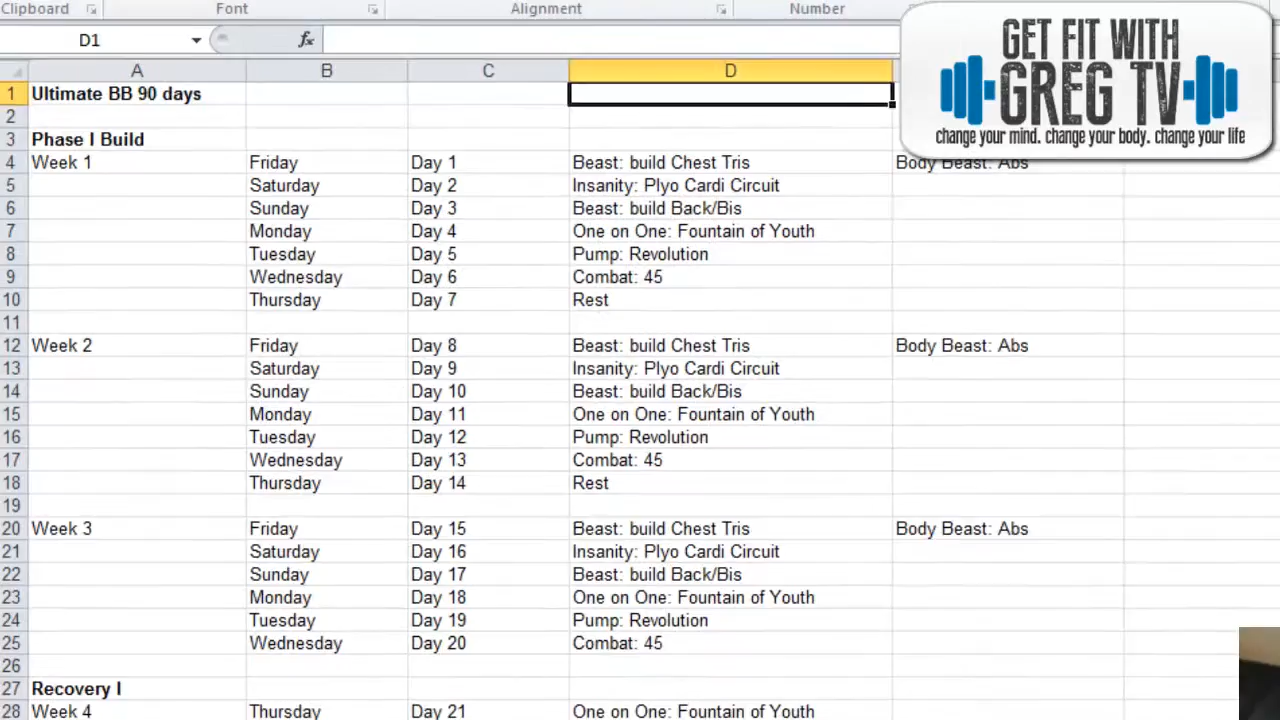 Clipboard Font Alignment Number
D1 fx
GET FIT WITH
GREG TV
change your mind. change your body. change your life
A B C D
1 Ultimate BB 90 days
2
3 Phase I Build
4 Week 1 Friday Day 1 Beast: build Chest Tris Body Beast: Abs
5 Saturday Day 2 Insanity: Plyo Cardi Circuit
6 Sunday Day 3 Beast: build Back/Bis
7 Monday Day 4 One on One: Fountain of Youth
8 Tuesday Day 5 Pump: Revolution
9 Wednesday Day 6 Combat: 45
10 Thursday Day 7 Rest
11
12 Week 2 Friday Day 8 Beast: build Chest Tris Body Beast: Abs
13 Saturday Day 9 Insanity: Plyo Cardi Circuit
14 Sunday Day 10 Beast: build Back/Bis
15 Monday Day 11 One on One: Fountain of Youth
16 Tuesday Day 12 Pump: Revolution
17 Wednesday Day 13 Combat: 45
18 Thursday Day 14 Rest
19
20 Week 3 Friday Day 15 Beast: build Chest Tris Body Beast: Abs
21 Saturday Day 16 Insanity: Plyo Cardi Circuit
22 Sunday Day 17 Beast: build Back/Bis
23 Monday Day 18 One on One: Fountain of Youth
24 Tuesday Day 19 Pump: Revolution
25 Wednesday Day 20 Combat: 45
26
27 Recovery I
28 Week 4 Thursday Day 21 One on One: Fountain of Youth